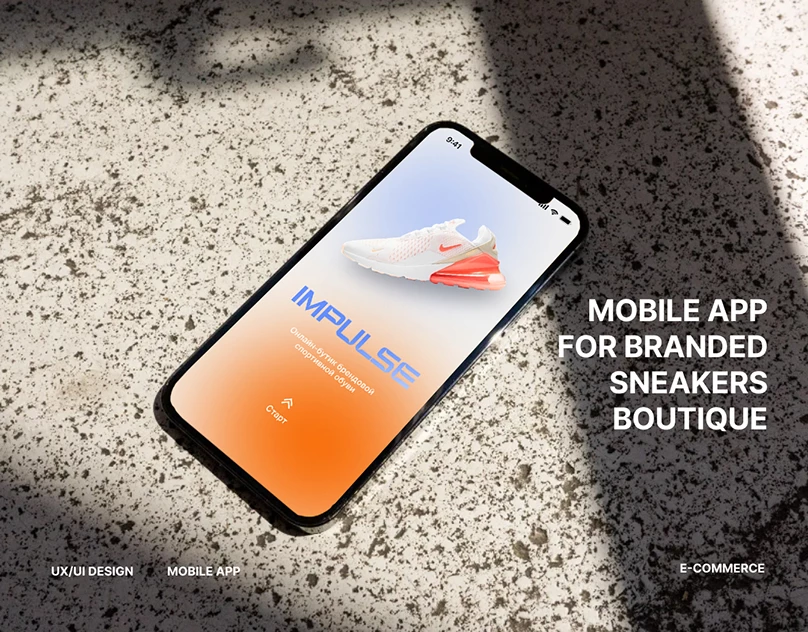 9:41
IMPULSE
Онлайн-бутик брендовой
спортивной обуви
Старт
MOBILE APP
FOR BRANDED
SNEAKERS
BOUTIQUE
UX/UI DESIGN
MOBILE APP
E-COMMERCE